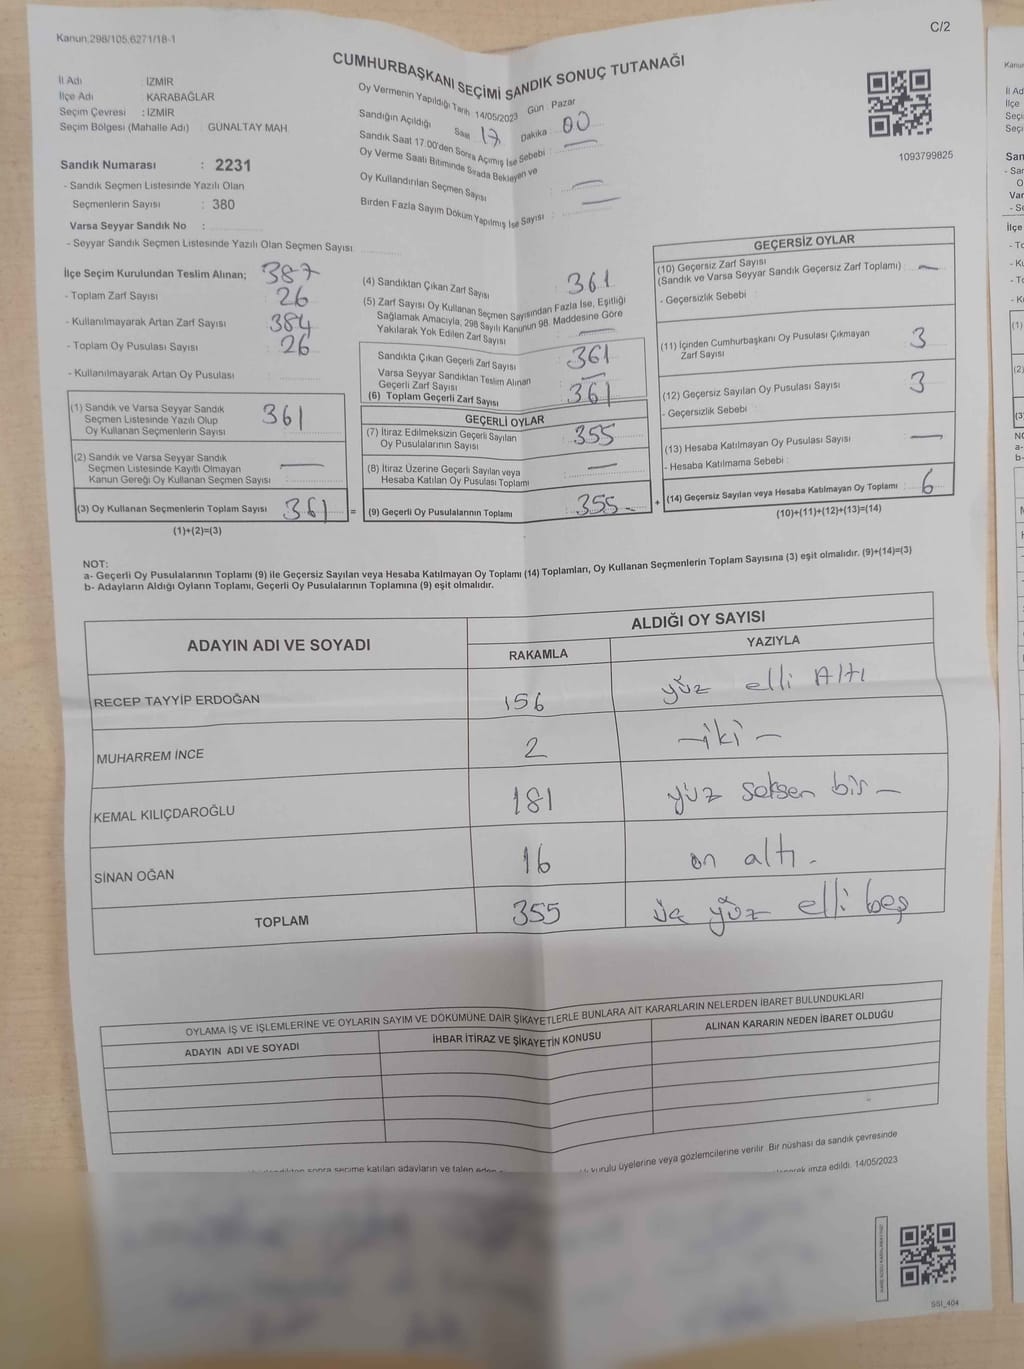 Kanun.298/105,6271/18-1
C/2
CUMHURBAŞKANI SEÇİMİ SANDIK SONUÇ TUTANAĞI
İl Adı : İZMİR
İlçe Adı : KARABAĞLAR
Seçim Çevresi : İZMİR
Seçim Bölgesi (Mahalle Adı) : GÜNALTAY MAH.
Sandık Numarası : 2231
- Sandık Seçmen Listesinde Yazılı Olan
Seçmenlerin Sayısı : 380
Varsa Seyyar Sandık No :
- Seyyar Sandık Seçmen Listesinde Yazılı Olan Seçmen Sayısı
Oy Vermenin Yapıldığı Tarih 14/05/2023 Gün Pazar
Sandığın Açıldığı Saat 17 Dakika 00
Sandık Saat 17.00'den Sonra Açımış İse Sebebi : —
Oy Verme Saati Bitiminde Sırada Bekleyen ve
Oy Kullandırılan Seçmen Sayısı —
Birden Fazla Sayım Döküm Yapılmış İse Sayısı : —
1093799825
İlçe Seçim Kurulundan Teslim Alınan;
- Toplam Zarf Sayısı 387
- Kullanılmayarak Artan Zarf Sayısı : 26
- Toplam Oy Pusulası Sayısı 384
- Kullanılmayarak Artan Oy Pusulası 26
(1) Sandık ve Varsa Seyyar Sandık
Seçmen Listesinde Yazılı Olup
Oy Kullanan Seçmenlerin Sayısı 361
(2) Sandık ve Varsa Seyyar Sandık
Seçmen Listesinde Kayıtlı Olmayan
Kanun Gereği Oy Kullanan Seçmen Sayısı —
(3) Oy Kullanan Seçmenlerin Toplam Sayısı 361 =
(1)+(2)=(3)
(4) Sandıktan Çıkan Zarf Sayısı 361
(5) Zarf Sayısı Oy Kullanan Seçmen Sayısından Fazla İse, Eşitliği
Sağlamak Amacıyla, 298 Sayılı Kanunun 98. Maddesine Göre
Yakılarak Yok Edilen Zarf Sayısı —
Sandıkta Çıkan Geçerli Zarf Sayısı 361
Varsa Seyyar Sandıktan Teslim Alınan
Geçerli Zarf Sayısı —
(6) Toplam Geçerli Zarf Sayısı 361
GEÇERLİ OYLAR
(7) İtiraz Edilmeksizin Geçerli Sayılan
Oy Pusulalarının Sayısı 355
(8) İtiraz Üzerine Geçerli Sayılan veya
Hesaba Katılan Oy Pusulası Toplamı —
(9) Geçerli Oy Pusulalarının Toplamı 355 +
GEÇERSİZ OYLAR
(10) Geçersiz Zarf Sayısı
(Sandık ve Varsa Seyyar Sandık Geçersiz Zarf Toplamı) : —
- Geçersizlik Sebebi :
(11) İçinden Cumhurbaşkanı Oy Pusulası Çıkmayan
Zarf Sayısı 3
(12) Geçersiz Sayılan Oy Pusulası Sayısı 3
- Geçersizlik Sebebi :
(13) Hesaba Katılmayan Oy Pusulası Sayısı —
- Hesaba Katılmama Sebebi :
(14) Geçersiz Sayılan veya Hesaba Katılmayan Oy Toplamı : 6
(10)+(11)+(12)+(13)=(14)
NOT:
a- Geçerli Oy Pusulalarının Toplamı (9) ile Geçersiz Sayılan veya Hesaba Katılmayan Oy Toplamı (14) Toplamları, Oy Kullanan Seçmenlerin Toplam Sayısına (3) eşit olmalıdır. (9)+(14)=(3)
b- Adayların Aldığı Oyların Toplamı, Geçerli Oy Pusulalarının Toplamına (9) eşit olmalıdır.
ADAYIN ADI VE SOYADI
ALDIĞI OY SAYISI
RAKAMLA YAZIYLA
RECEP TAYYİP ERDOĞAN 156 yüz elli Altı
MUHARREM İNCE 2 — iki —
KEMAL KILIÇDAROĞLU 181 yüz seksen bir —
SİNAN OĞAN 16 on altı.
TOPLAM 355 üç yüz elli beş
OYLAMA İŞ VE İŞLEMLERİNE VE OYLARIN SAYIM VE DÖKÜMÜNE DAİR ŞİKAYETLERLE BUNLARA AİT KARARLARIN NELERDEN İBARET BULUNDUKLARI
ADAYIN ADI VE SOYADI İHBAR İTİRAZ VE ŞİKAYETİN KONUSU ALINAN KARARIN NEDEN İBARET OLDUĞU
sonra seçime katılan adayların ve talep eden kurulu üyelerine veya gözlemcilerine verilir. Bir nüshası da sandık çevresinde
imza edildi. 14/05/2023
SSI_404